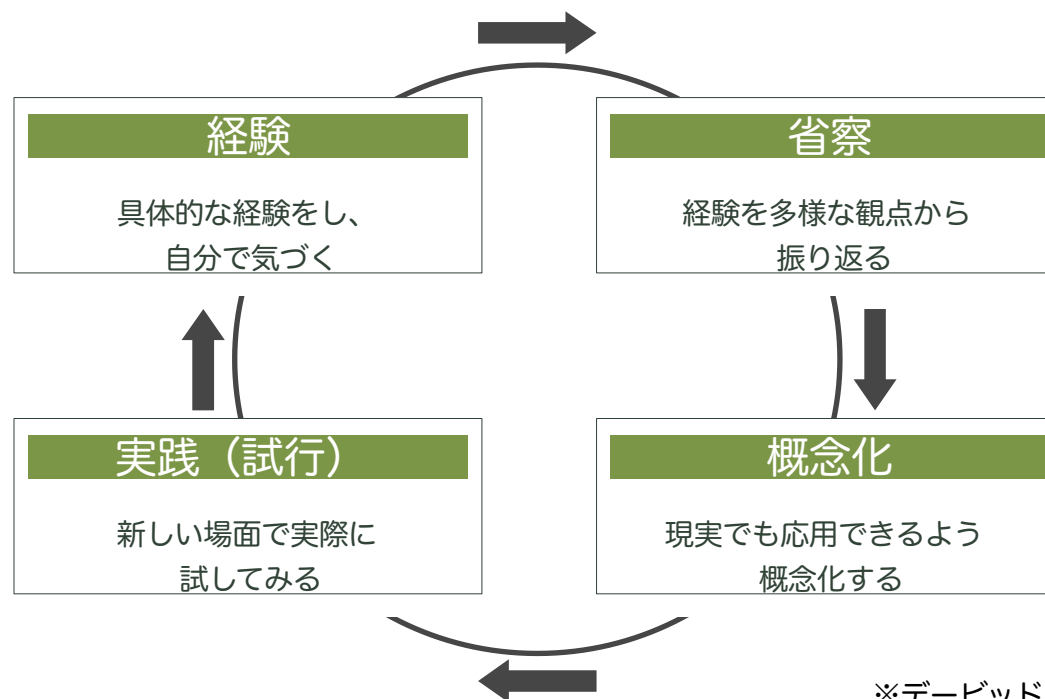 経験
具体的な経験をし、
自分で気づく
省察
経験を多様な観点から
振り返る
実践（試行）
新しい場面で実際に
試してみる
概念化
現実でも応用できるよう
概念化する
※デービッド